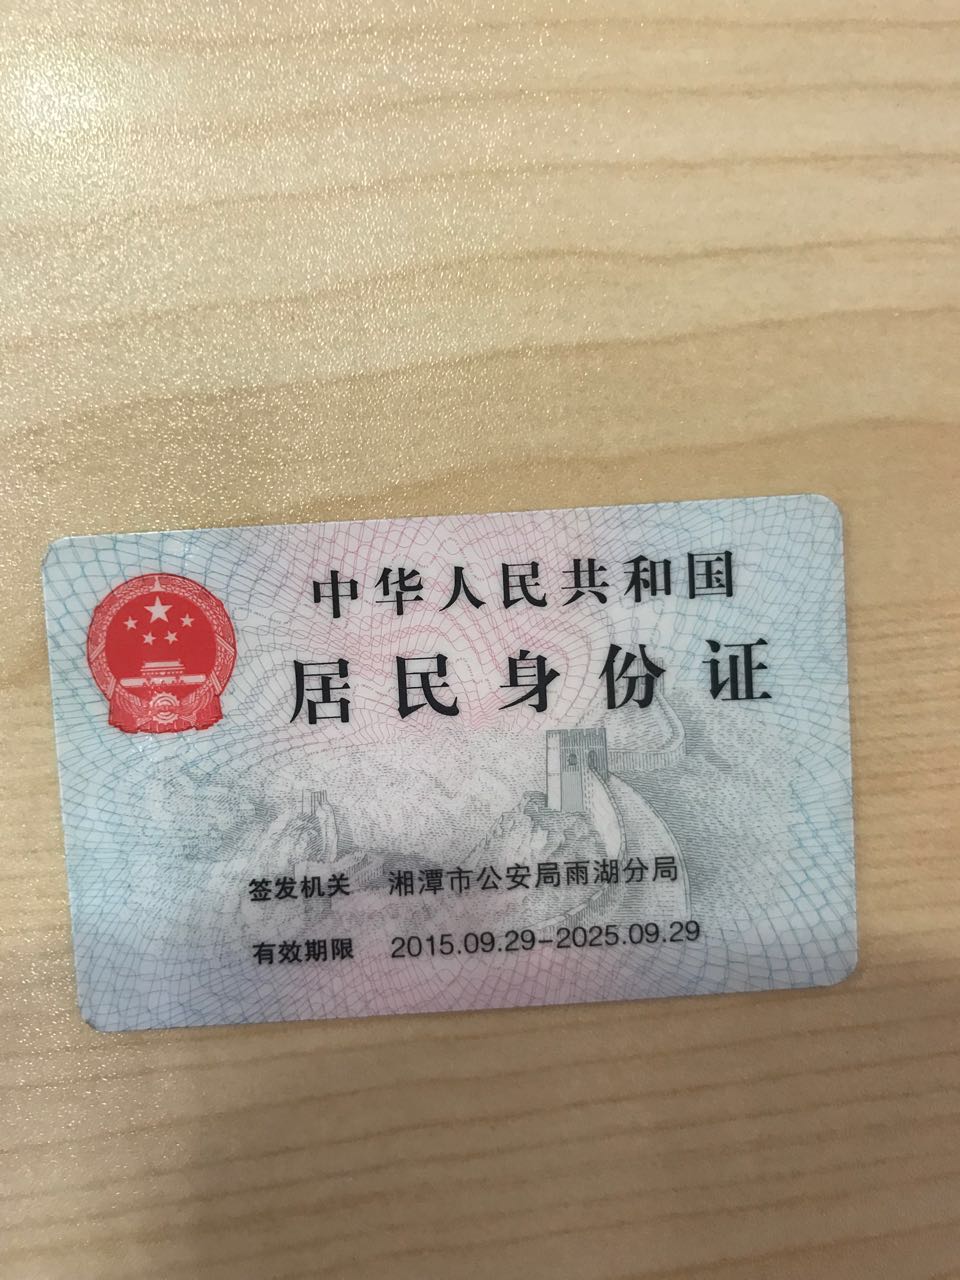 中华人民共和国
居民身份证
签发机关 湘潭市公安局雨湖分局
有效期限 2015.09.29-2025.09.29